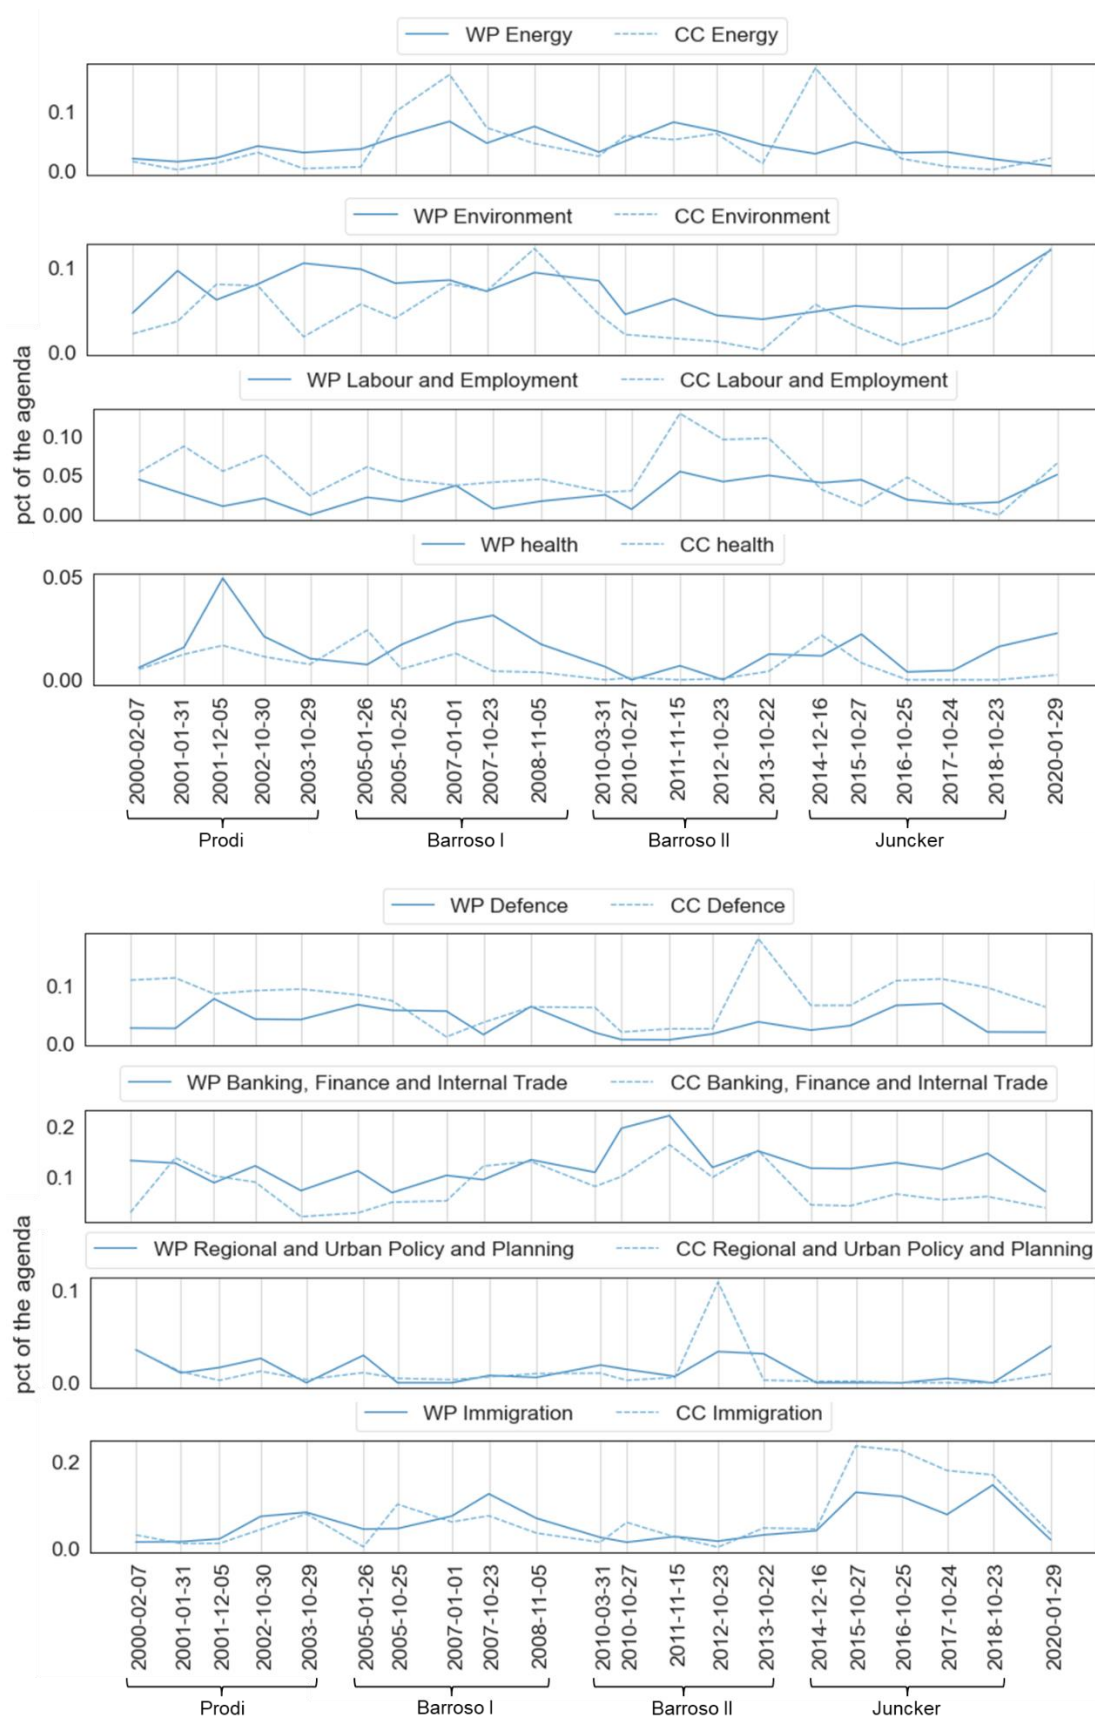 WP Energy CC Energy
0.1
0.0
WP Environment CC Environment
0.1
0.0
pct of the agenda
WP Labour and Employment CC Labour and Employment
0.10
0.05
0.00
WP health CC health
0.05
0.00
2000-02-07 2001-01-31 2001-12-05 2002-10-30 2003-10-29 2005-01-26 2005-10-25 2007-01-01 2007-10-23 2008-11-05 2010-03-31 2010-10-27 2011-11-15 2012-10-23 2013-10-22 2014-12-16 2015-10-27 2016-10-25 2017-10-24 2018-10-23 2020-01-29
Prodi Barroso I Barroso II Juncker
WP Defence CC Defence
0.1
0.0
WP Banking, Finance and Internal Trade CC Banking, Finance and Internal Trade
0.2
0.1
pct of the agenda
WP Regional and Urban Policy and Planning CC Regional and Urban Policy and Planning
0.1
0.0
WP Immigration CC Immigration
0.2
0.0
2000-02-07 2001-01-31 2001-12-05 2002-10-30 2003-10-29 2005-01-26 2005-10-25 2007-01-01 2007-10-23 2008-11-05 2010-03-31 2010-10-27 2011-11-15 2012-10-23 2013-10-22 2014-12-16 2015-10-27 2016-10-25 2017-10-24 2018-10-23 2020-01-29
Prodi Barroso I Barroso II Juncker